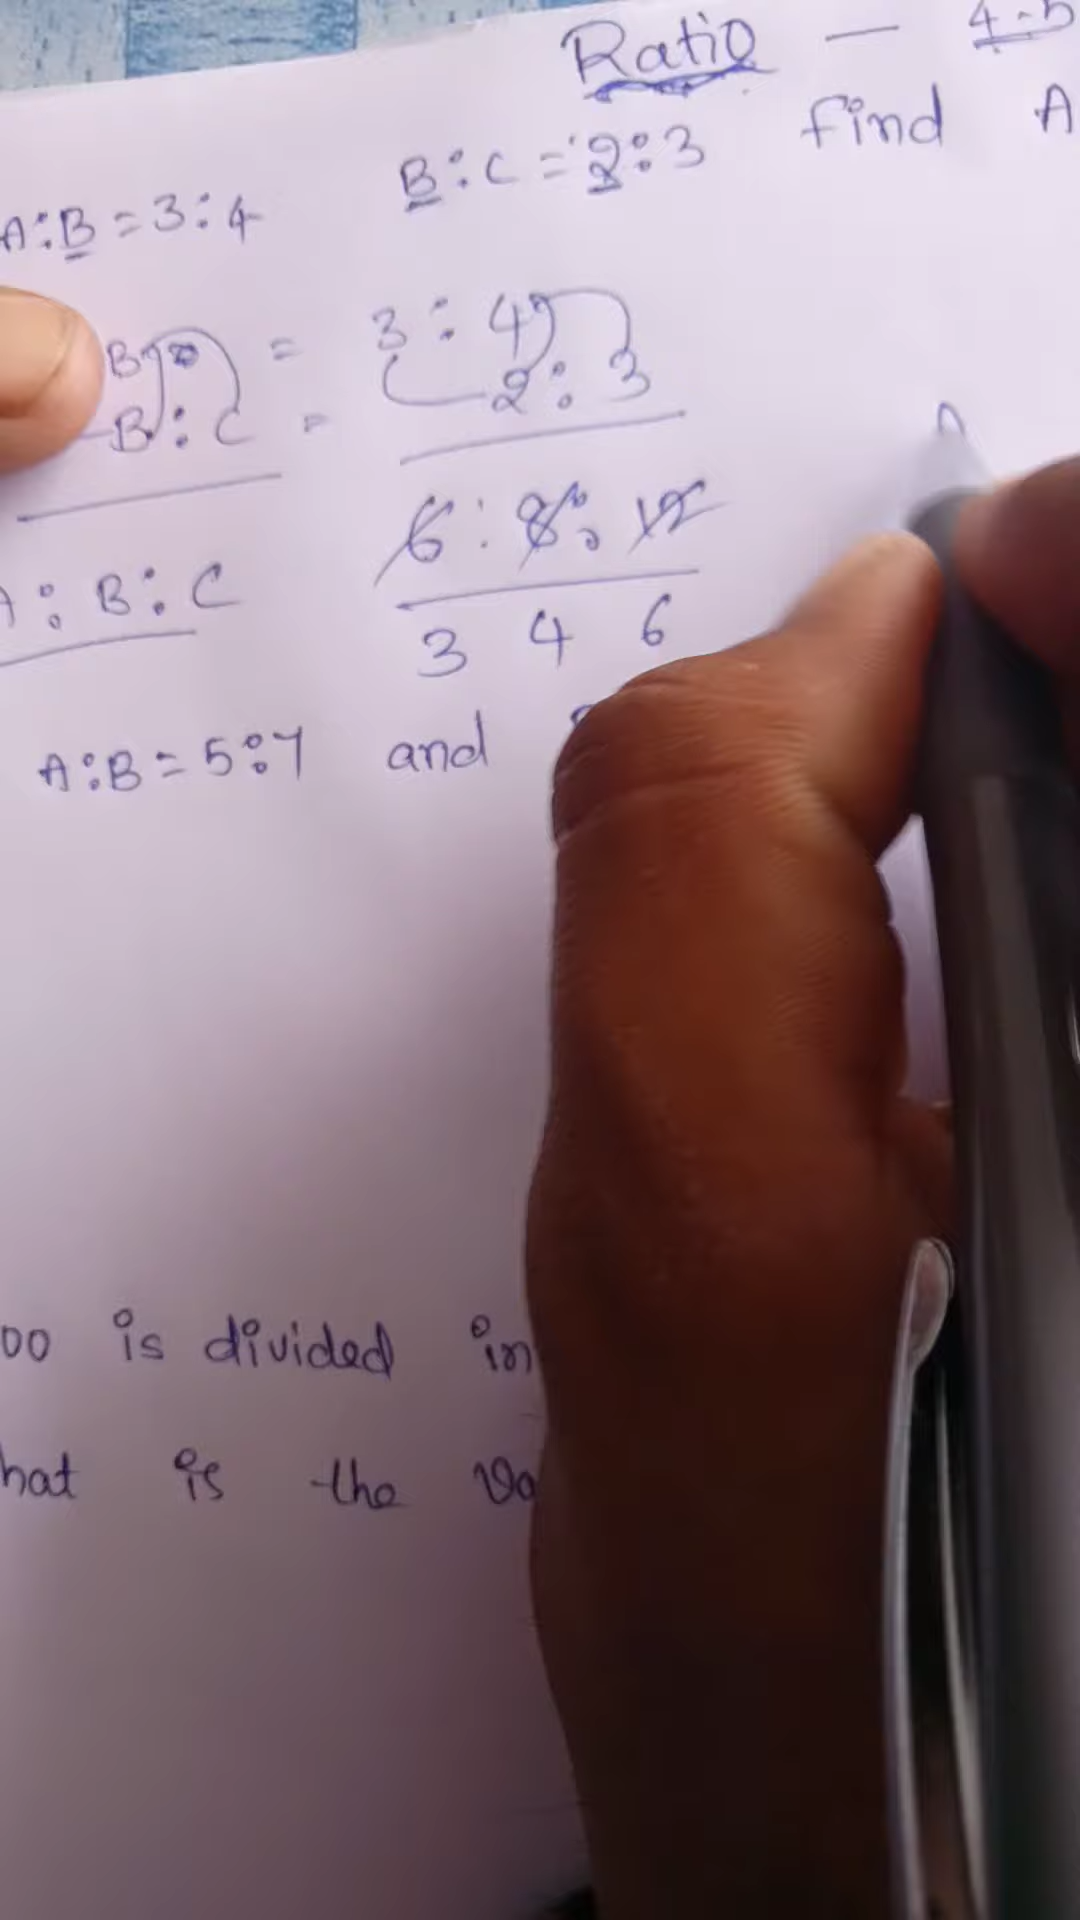 Ratio —
A:B = 3:4 B:C = 2:3 find A
B = 3:4
B:C = 2:3
6:8:12
A:B:C
3 4 6
A:B = 5:7 and
00 is divided in
hat is the va